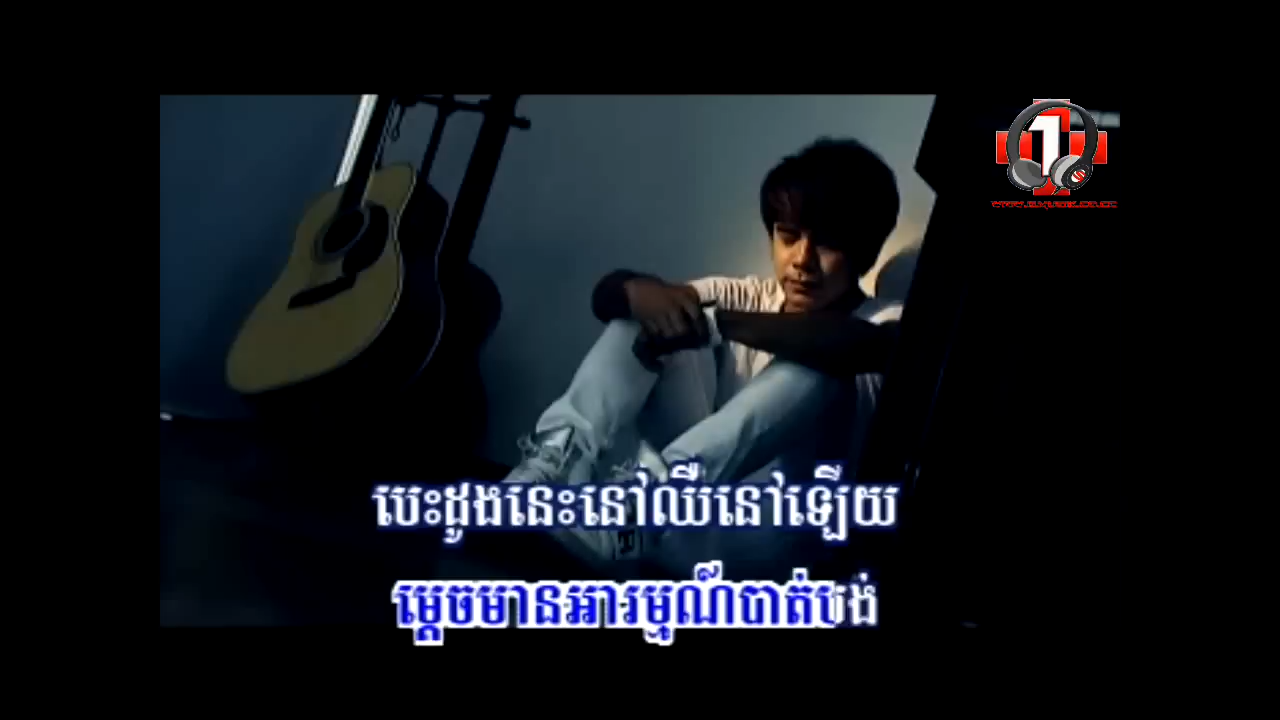 1
បេះដូងនេះនៅឈឺនៅឡើយ
ម្ដេចមានអារម្មណ៍បាត់បង់